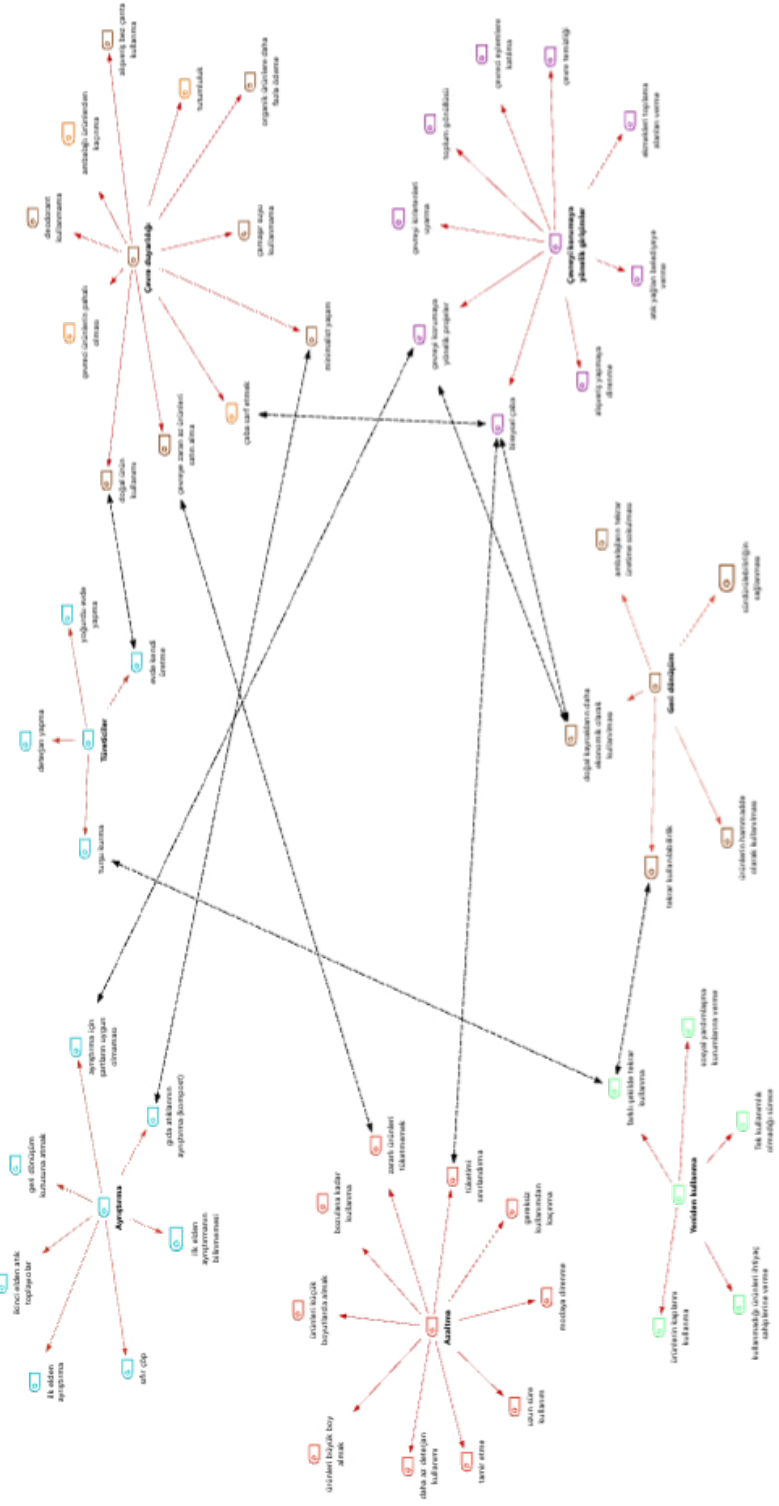 ikinci elden atık
toplayıcılar
ilk elden
ayrıştırma
sıfır çöp
geri dönüşüm
kutusuna atmak
Ayrıştırma
ilk elden
ayrıştırmanın
bilinmemesi
ayrıştırma için
şartların uygun
olmaması
gıda atıklarının
ayrıştırma (kompost)
turşu kurma
deterjan yapma
Türeticiler
yoğurdu evde
yapma
evde kendi
üretme
doğal ürün
kullanımı
çevreci ürünlerin pahalı
olması
deodorant
kullanmama
ambalajlı ürünlerden
kaçınma
alışveriş bez çanta
kullanma
Çevre duyarlılığı
tutumluluk
organik ürünlere daha
fazla ödeme
çamaşır suyu
kullanmama
çevreye zararı az ürünleri
satın alma
çaba sarf etmek
minimalist yaşam
ürünleri büyük boy
almak
ürünleri küçük
boyutlarda almak
bozulana kadar
kullanma
zararlı ürünleri
tüketmemek
daha az deterjan
kullanımı
Azaltma
tüketimi
sınırlandırma
tamir etme
uzun süre
kullanım
modaya direnme
gereksiz
kullanımdan
kaçınma
çevreyi korumaya
yönelik projeler
çevreyi kirletenleri
uyarma
toplum gönüllüsü
çevreci eylemlere
katılma
çevre temizliği
bireysel çaba
Çevreyi korumaya
yönelik girişimler
ekmekleri toplama
alanları verme
alışveriş yapmaya
direnme
atık yağları belediyeye
verme
doğal kaynakların daha
ekonomik olarak
kullanılması
ambalajların tekrar
üretime sokulması
Geri dönüşüm
tekrar kullanılabilirlik
sürdürülebilirliğin
sağlanması
ürünlerin hammadde
olarak kullanılması
farklı şekilde tekrar
kullanma
ürünlerin kaplarını
kullanma
Yeniden kullanma
sosyal yardımlaşma
kurumlarına verme
kullanmadığı ürünleri ihtiyaç
sahiplerine verme
Tek kullanımlık
olmadığı sürece